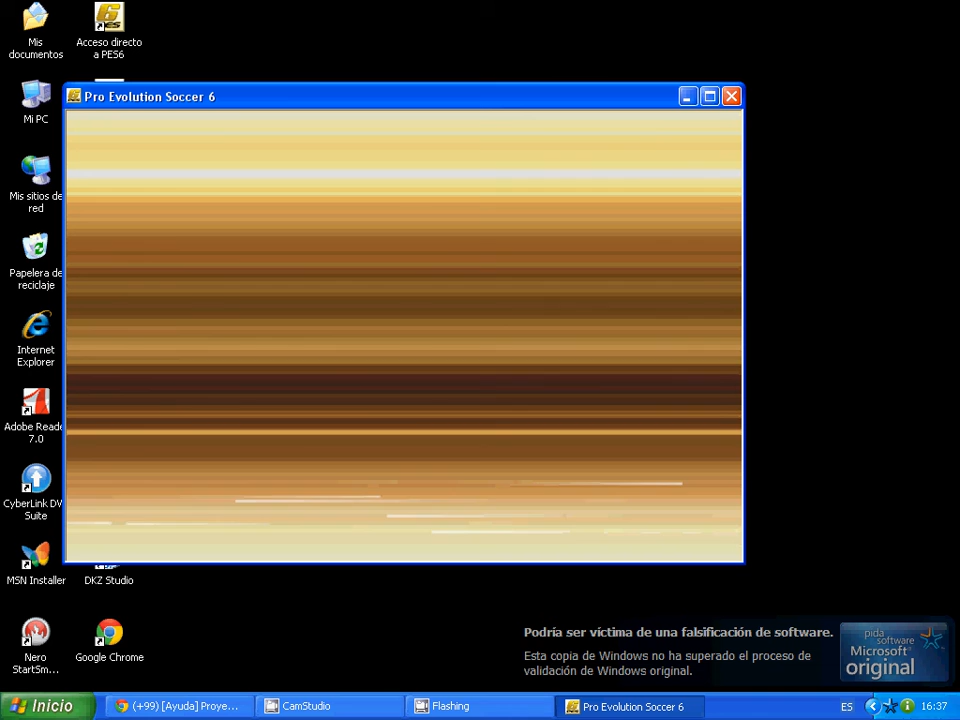 Mis
documentos
Acceso directo
a PES6
Mi PC
Mis sitios de
red
Papelera de
reciclaje
Internet
Explorer
Adobe Reade
7.0
CyberLink DV
Suite
MSN Installer
DKZ Studio
Nero
StartSm...
Google Chrome
Pro Evolution Soccer 6
Podría ser víctima de una falsificación de software.
Esta copia de Windows no ha superado el proceso de
validación de Windows original.
pida
software
Microsoft®
original
Inicio
(+99) [Ayuda] Proye...
CamStudio
Flashing
Pro Evolution Soccer 6
ES
16:37